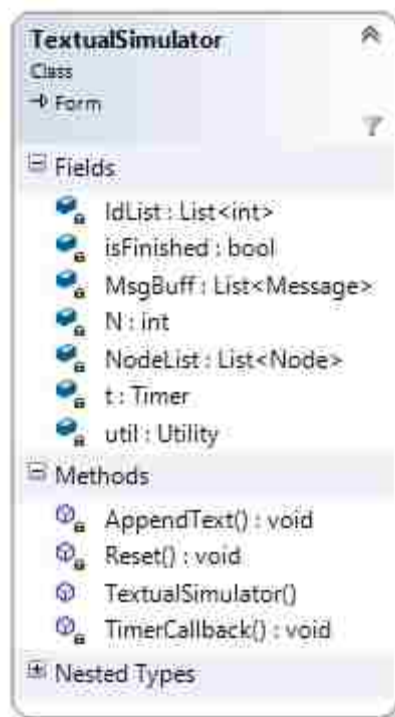 TextualSimulator
Class
Form
Fields
IdList : List<int>
isFinished : bool
MsgBuff : List<Message>
N : int
NodeList : List<Node>
t : Timer
util : Utility
Methods
AppendText() : void
Reset() : void
TextualSimulator()
TimerCallback() : void
Nested Types